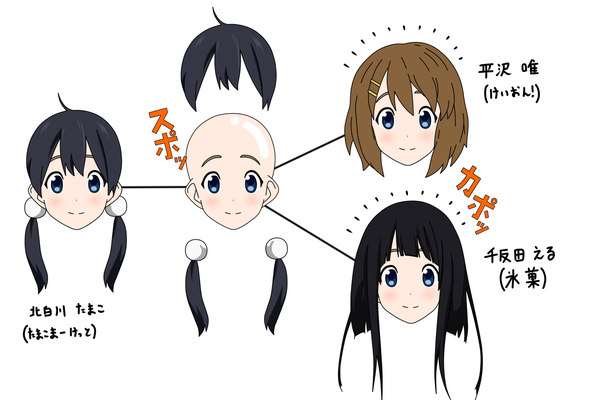 スポッ
平沢 唯
(けいおん!)
カポッ
千反田 える
(氷菓)
北白川 たまこ
(たまこまーけっと)